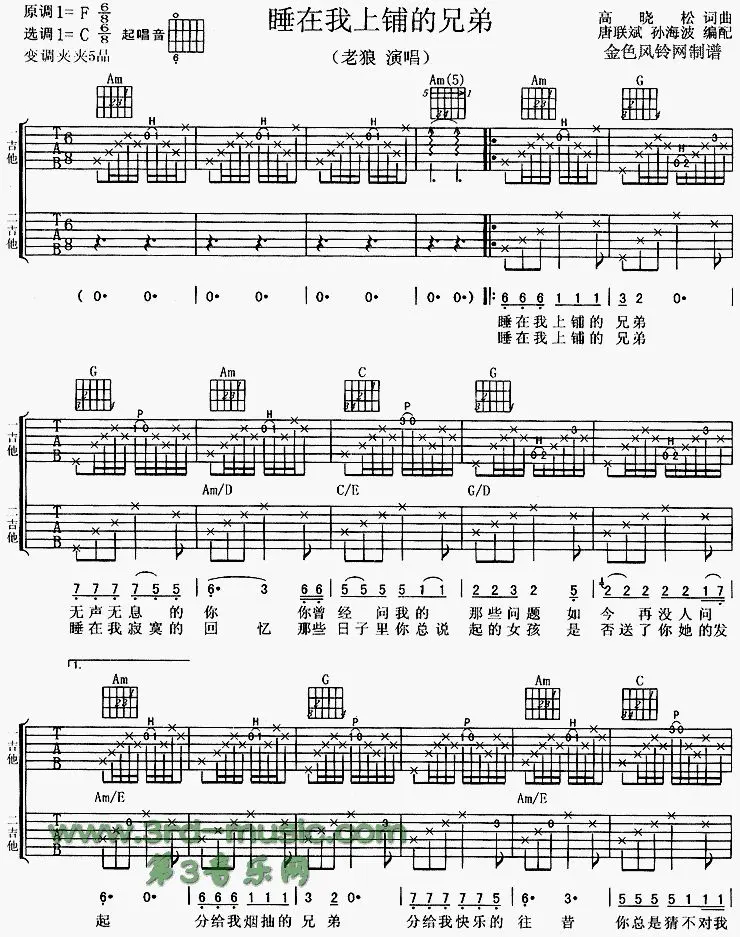 原调1=F 6/8
选调1=C 6/8
变调夹夹5品
起唱音
睡在我上铺的兄弟
（老狼 演唱）
高 晓 松 词曲
唐联斌 孙海波 编配
金色风铃网制谱
Am Am(5) Am G
一吉他
二吉他
( 0· 0· 0· 0· 0· 0· 0· 0·) 6 6 6 1 1 1 3 2 0·
睡在我上铺的 兄弟
睡在我上铺的 兄弟
G Am C G
一吉他
Am/D C/E G/D
二吉他
7 7 7 7 5 5 6· 3 6 6 5 5 5 5 1 1 2 2 3 2 5 2 2 2 2 1 7
无声无息 的 你 你曾 经 问我的 那些问题 如 今 再没人问
睡在我寂寞的 回 忆 那些 日子里你总说 起的女孩 是 否送了你她的发
1.
Am G Am C
一吉他
Am/E Am/E
二吉他
www.3rd-music.com
第3音乐网
6· 0· 6 6 6 1 1 1 3 0· 7 7 7 7 7 5 6· 3· 5 5 5 5 1 1
起 分给我烟抽的 兄弟 分给我快乐的 往 昔 你总是猜不对我